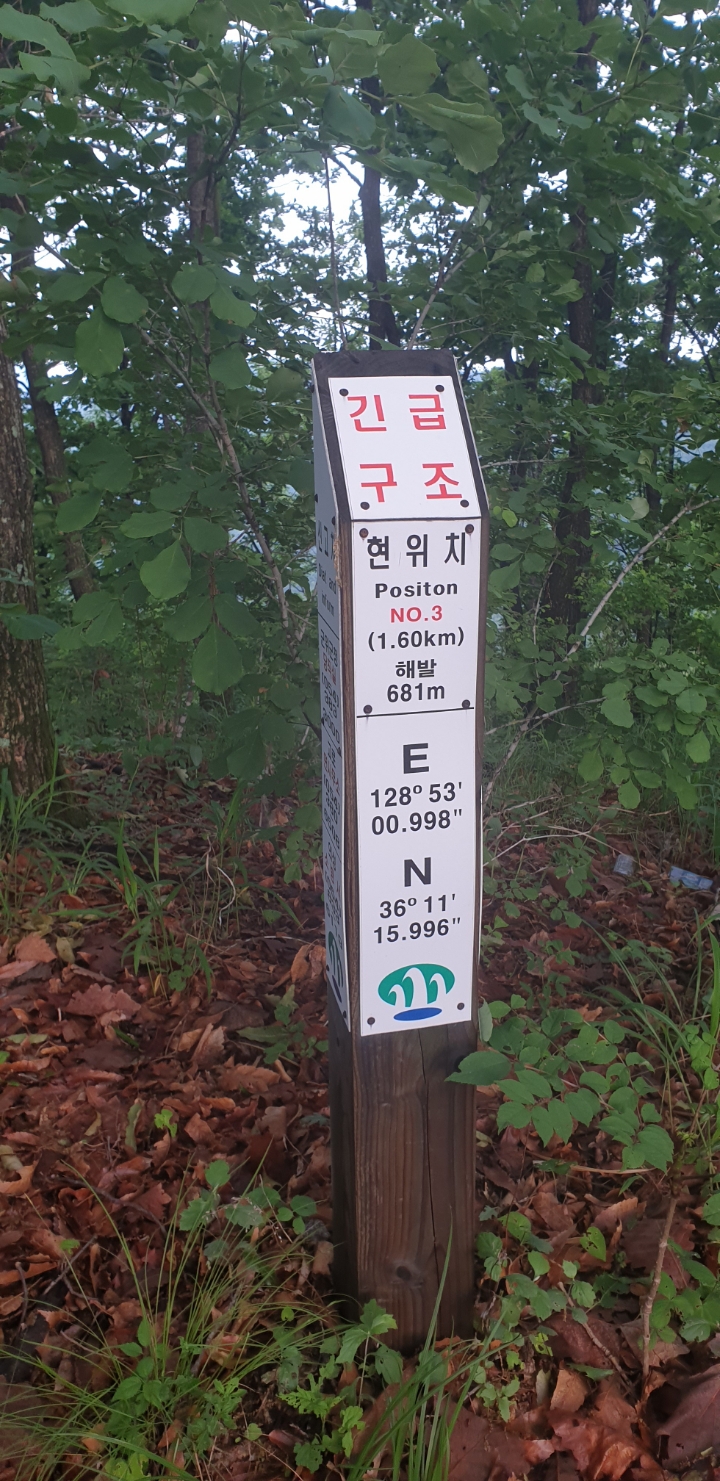 긴급
구조
현위치
Positon
NO.3
(1.60km)
해발
681m
E
128° 53'
00.998"
N
36° 11'
15.996"